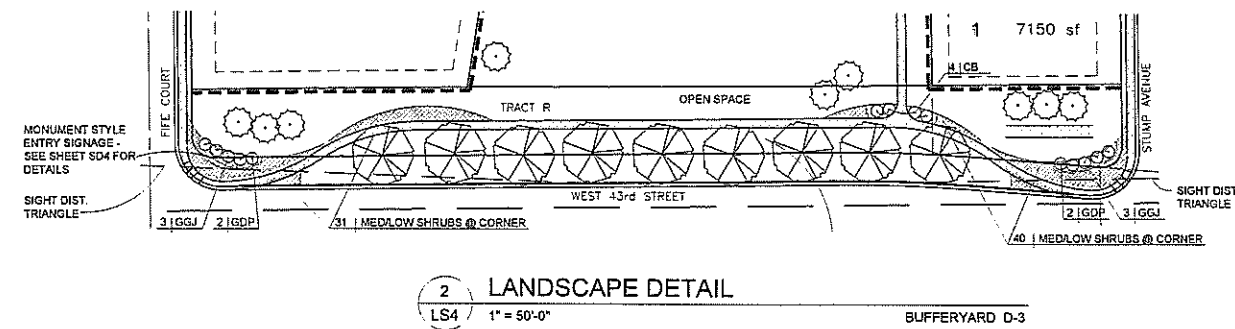 1 7150 sf
4 | CB
FIFE COURT
TRACT R
OPEN SPACE
STUMP AVENUE
MONUMENT STYLE
ENTRY SIGNAGE -
SEE SHEET SD4 FOR
DETAILS
SIGHT DIST.
TRIANGLE
WEST 43rd STREET
SIGHT DIST
TRIANGLE
3 | GGJ
2 | GDP
31 | MED/LOW SHRUBS @ CORNER
2 | GDP
3 | GGJ
40 | MED/LOW SHRUBS @ CORNER
2
LS4
LANDSCAPE DETAIL
1" = 50'-0"
BUFFERYARD D-3